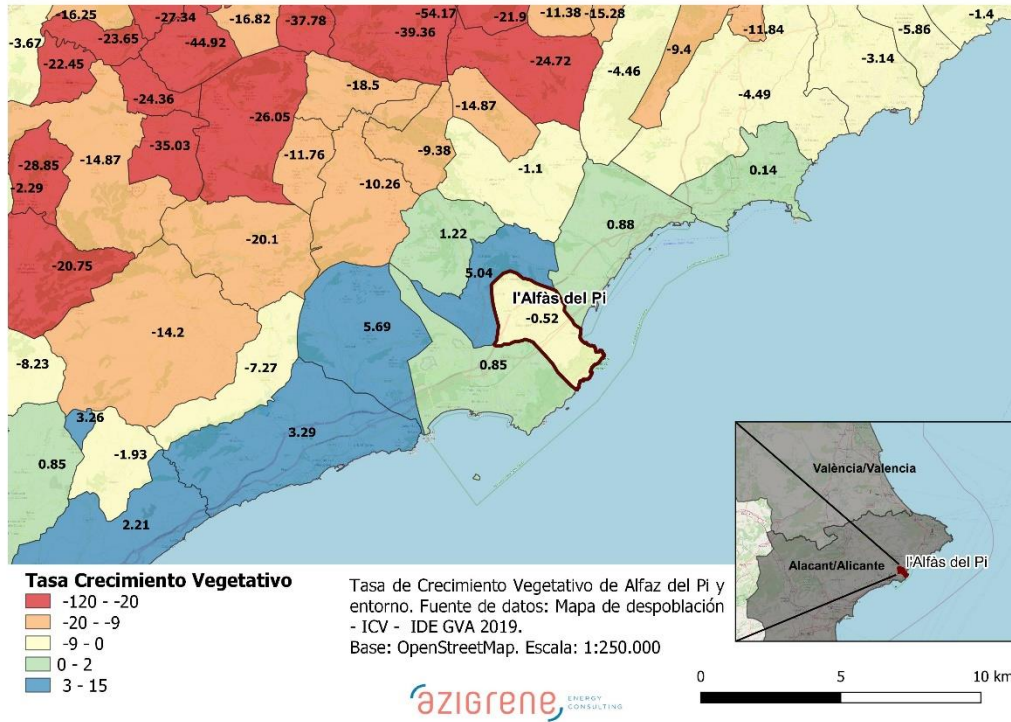 -16.25
-27.34
-16.82
-37.78
-54.17
-21.9
-11.38
-15.28
-1.4
-3.67
-23.65
-44.92
-39.36
-9.4
-11.84
-5.86
-22.45
-24.72
-4.46
-3.14
-24.36
-18.5
-4.49
-26.05
-14.87
-35.03
-11.76
-9.38
-28.85
-14.87
-1.1
0.14
-2.29
-10.26
1.22
0.88
-20.1
-20.75
5.04
l'Alfàs del Pi
-0.52
5.69
-14.2
-8.23
-7.27
0.85
3.26
3.29
0.85
-1.93
2.21
València/Valencia
Alacant/Alicante
l'Alfàs del Pi
Tasa Crecimiento Vegetativo
-120 - -20
-20 - -9
-9 - 0
0 - 2
3 - 15
Tasa de Crecimiento Vegetativo de Alfaz del Pi y
entorno. Fuente de datos: Mapa de despoblación
- ICV - IDE GVA 2019.
Base: OpenStreetMap. Escala: 1:250.000
0 5 10 km
azigrene
ENERGY
CONSULTING